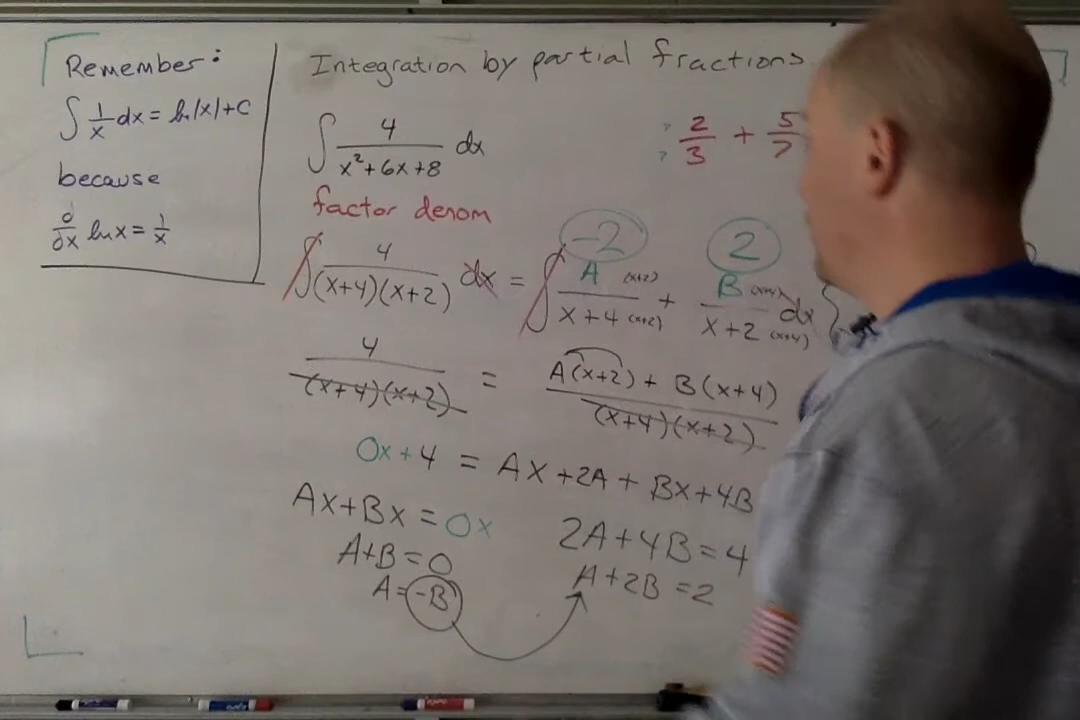 Remember:
∫ 1/x dx = ln|x| + C
because
d/dx ln x = 1/x
Integration by partial fractions
∫ 4/(x²+6x+8) dx
2/3 + 5/7
factor denom
-2 2
∫ 4/((x+4)(x+2)) dx = ∫ A (x+2)/(x+4 (x+2)) + B (x+4)/(x+2 (x+4)) dx
4/((x+4)(x+2)) = (A(x+2) + B(x+4))/((x+4)(x+2))
0x + 4 = Ax + 2A + Bx + 4B
Ax + Bx = 0x
A+B = 0
A = -B
2A + 4B = 4
A + 2B = 2